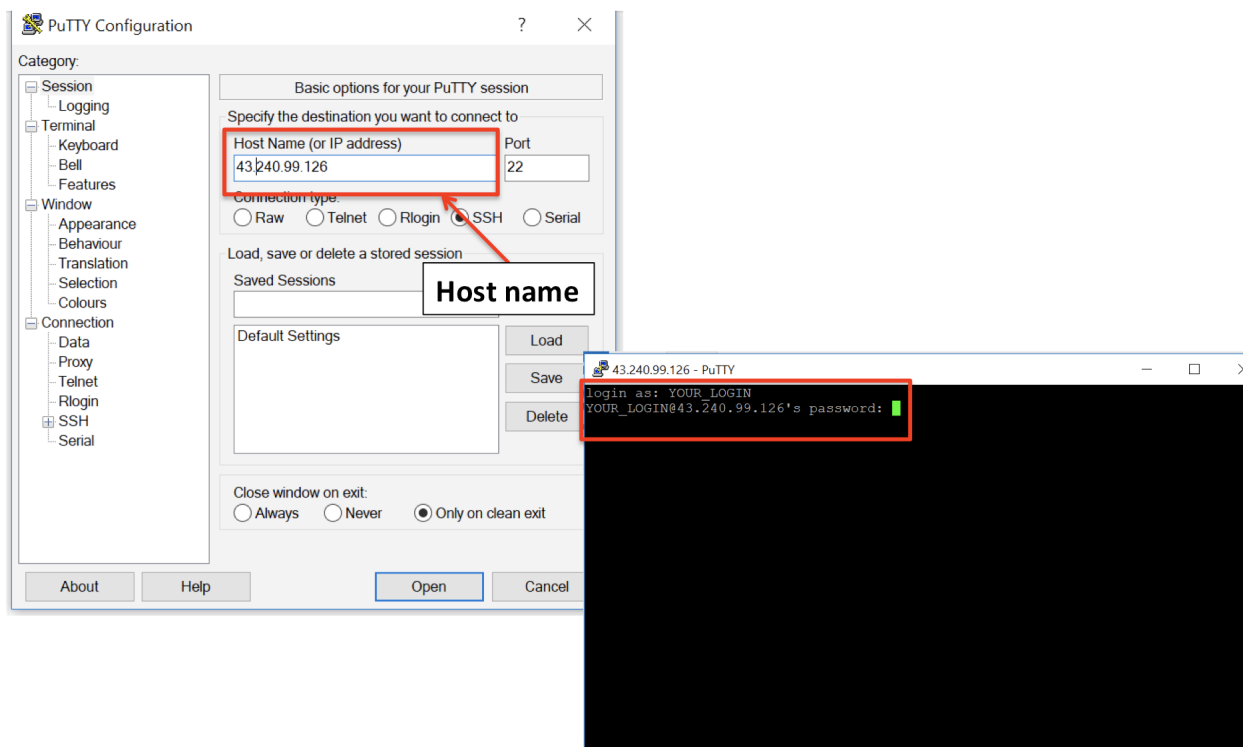 PuTTY Configuration
?
Category:
Session
Logging
Terminal
Keyboard
Bell
Features
Window
Appearance
Behaviour
Translation
Selection
Colours
Connection
Data
Proxy
Telnet
Rlogin
SSH
Serial
Basic options for your PuTTY session
Specify the destination you want to connect to
Host Name (or IP address) Port
43.240.99.126 22
Connection type:
Raw Telnet Rlogin SSH Serial
Load, save or delete a stored session
Saved Sessions
Host name
Default Settings
Load
Save
Delete
Close window on exit:
Always Never Only on clean exit
About Help Open Cancel
43.240.99.126 - PuTTY
login as: YOUR_LOGIN
YOUR_LOGIN@43.240.99.126's password: